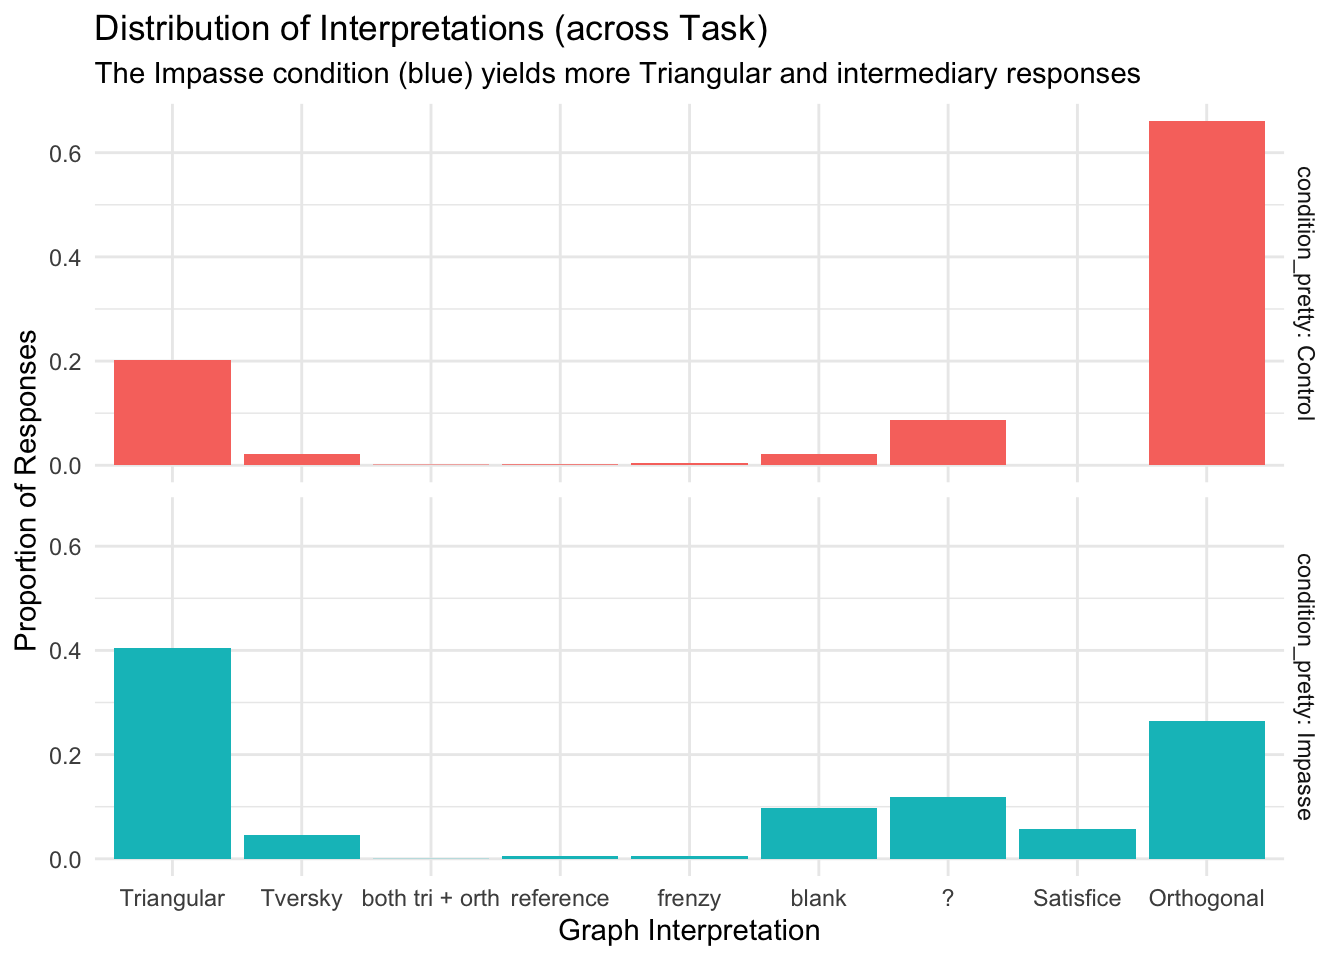 Distribution of Interpretations (across Task)
The Impasse condition (blue) yields more Triangular and intermediary responses
Proportion of Responses
0.6
0.4
0.2
0.0
condition_pretty: Control
0.6
0.4
0.2
0.0
condition_pretty: Impasse
Triangular Tversky both tri + orth reference frenzy blank ? Satisfice Orthogonal
Graph Interpretation